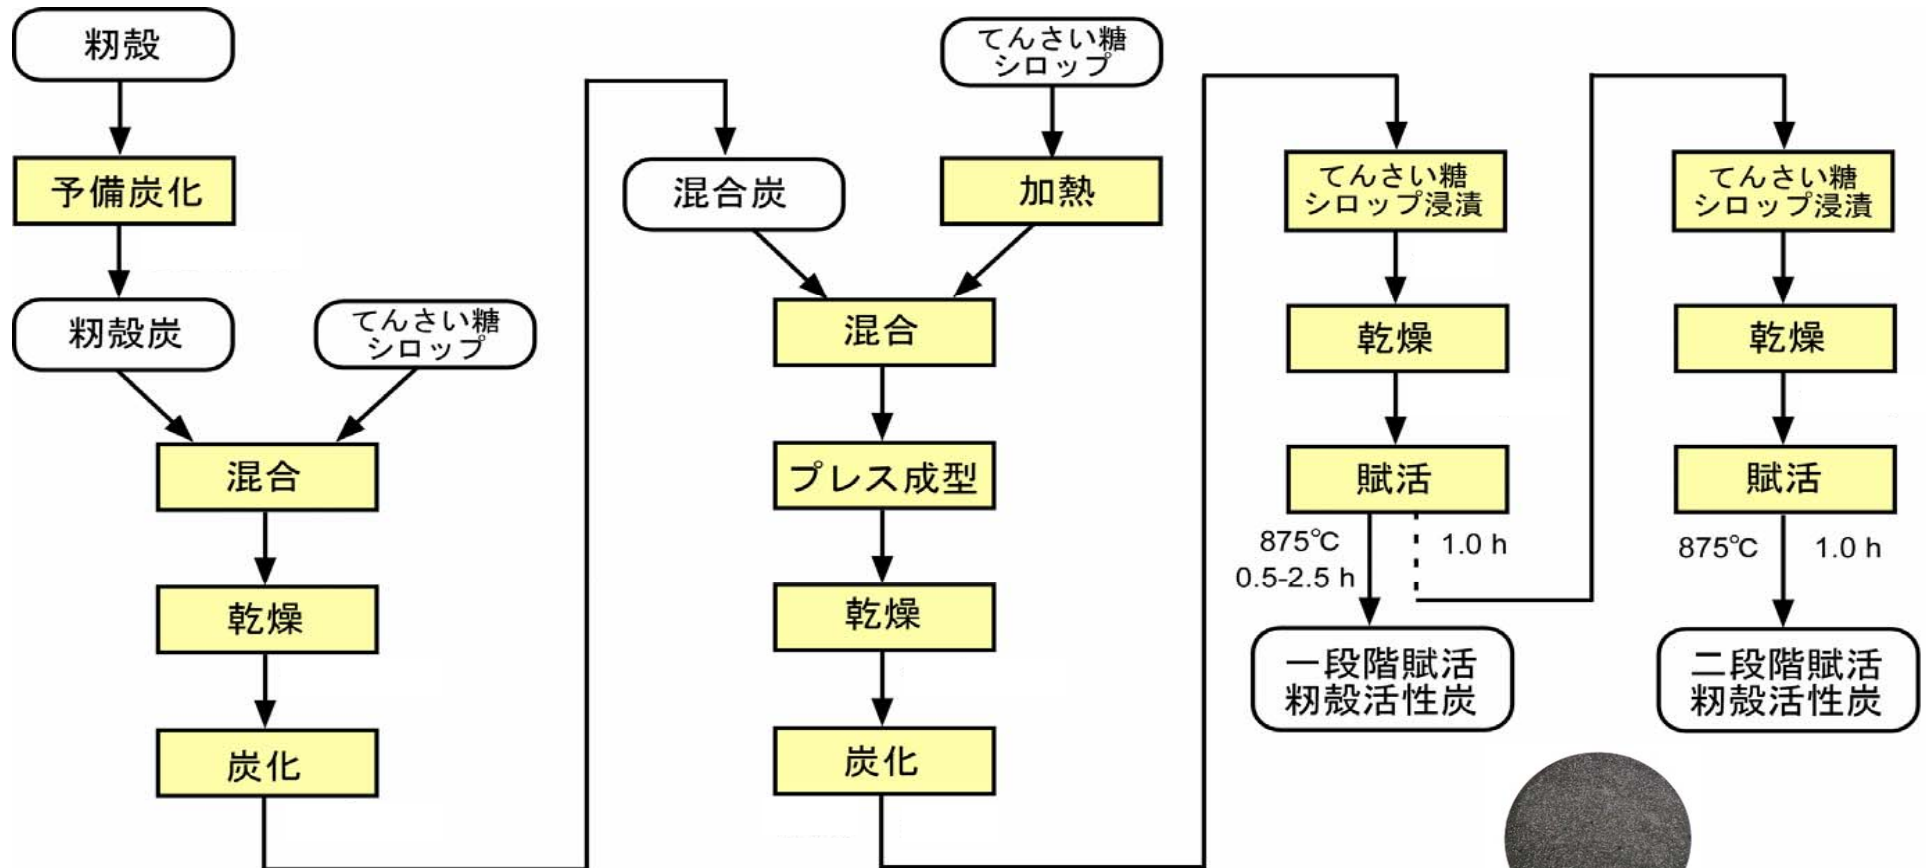 籾殻
予備炭化
籾殻炭
てんさい糖
シロップ
混合
乾燥
炭化
混合炭
てんさい糖
シロップ
加熱
混合
プレス成型
乾燥
炭化
てんさい糖
シロップ浸漬
乾燥
賦活
875℃
0.5-2.5 h
1.0 h
一段階賦活
籾殻活性炭
てんさい糖
シロップ浸漬
乾燥
賦活
875℃
1.0 h
二段階賦活
籾殻活性炭